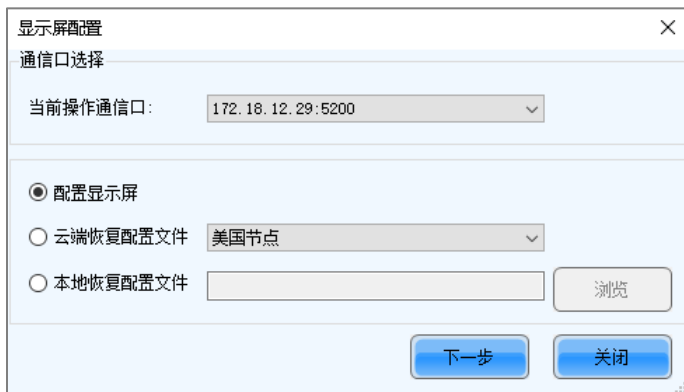 显示屏配置
通信口选择
当前操作通信口: 172.18.12.29:5200
配置显示屏
云端恢复配置文件 美国节点
本地恢复配置文件 浏览
下一步 关闭